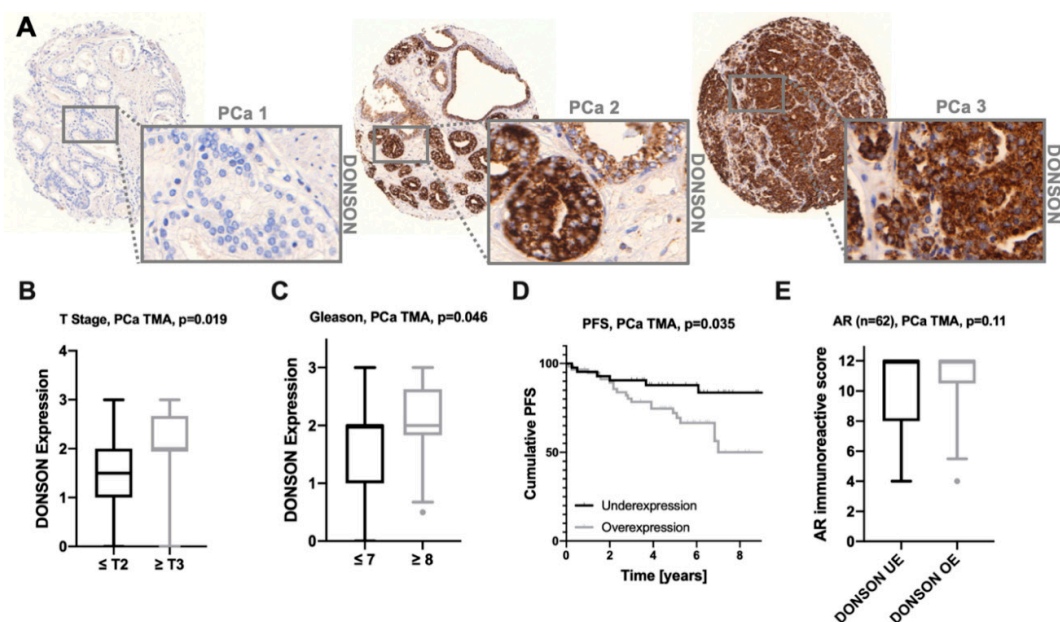 A
PCa 1
DONSON
PCa 2
DONSON
PCa 3
DONSON
B
T Stage, PCa TMA, p=0.019
DONSON Expression
4
3
2
1
0
≤ T2
≥ T3
C
Gleason, PCa TMA, p=0.046
DONSON Expression
3
2
1
0
≤ 7
≥ 8
D
PFS, PCa TMA, p=0.035
Cumulative PFS
100
50
0
Underexpression
Overexpression
0
2
4
6
8
Time [years]
E
AR (n=62), PCa TMA, p=0.11
AR immunoreactive score
12
10
8
6
4
2
0
DONSON UE
DONSON OE